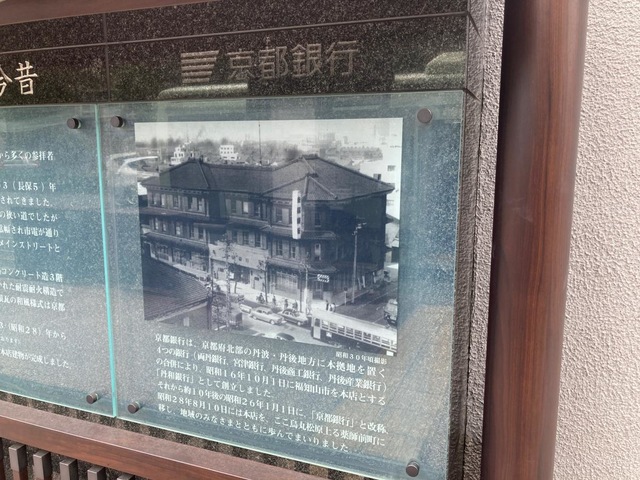 今昔
京都銀行
から多くの参拝者
3（長保5）年
されてきました。
の狭い道でしたが
幅され市電が通り
メインストリートと
コンクリート造3階
れた耐震耐火構造で
瓦の和風様式は京都
（昭和28）年から
本店建物が完成しました
昭和30年頃撮影
京都銀行は、京都府北部の丹波・丹後地方に本拠地を置く
4つの銀行（両丹銀行、宮津銀行、丹後商工銀行、丹後産業銀行）
の合併により、昭和16年10月1日に福知山市を本店とする
「丹和銀行」として創立しました。
それから約10年後の昭和26年1月1日に、「京都銀行」と改称、
昭和28年8月10日には本店を、ここ烏丸松原上る薬師前町に
移し、地域のみなさまとともに歩んでまいりました。